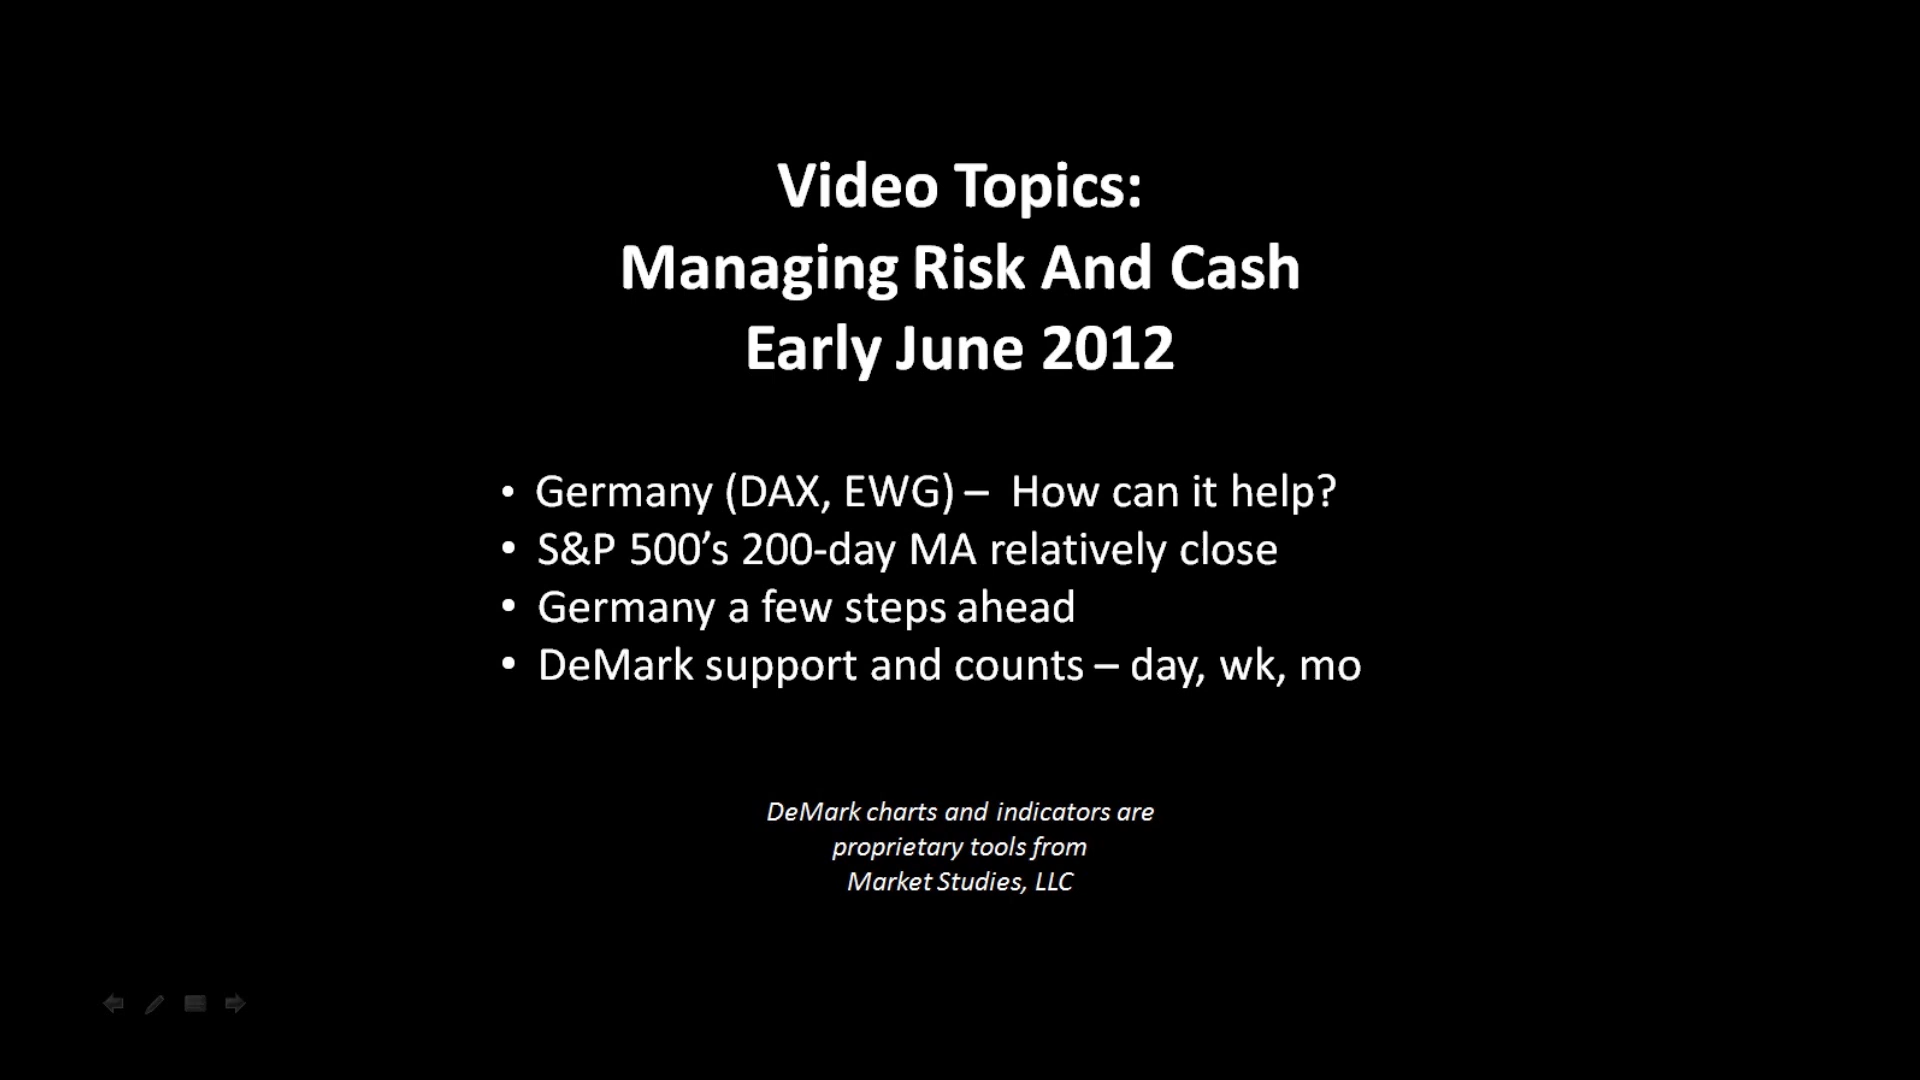 Video Topics:
Managing Risk And Cash
Early June 2012
• Germany (DAX, EWG) – How can it help?
• S&P 500’s 200-day MA relatively close
• Germany a few steps ahead
• DeMark support and counts – day, wk, mo
DeMark charts and indicators are
proprietary tools from
Market Studies, LLC